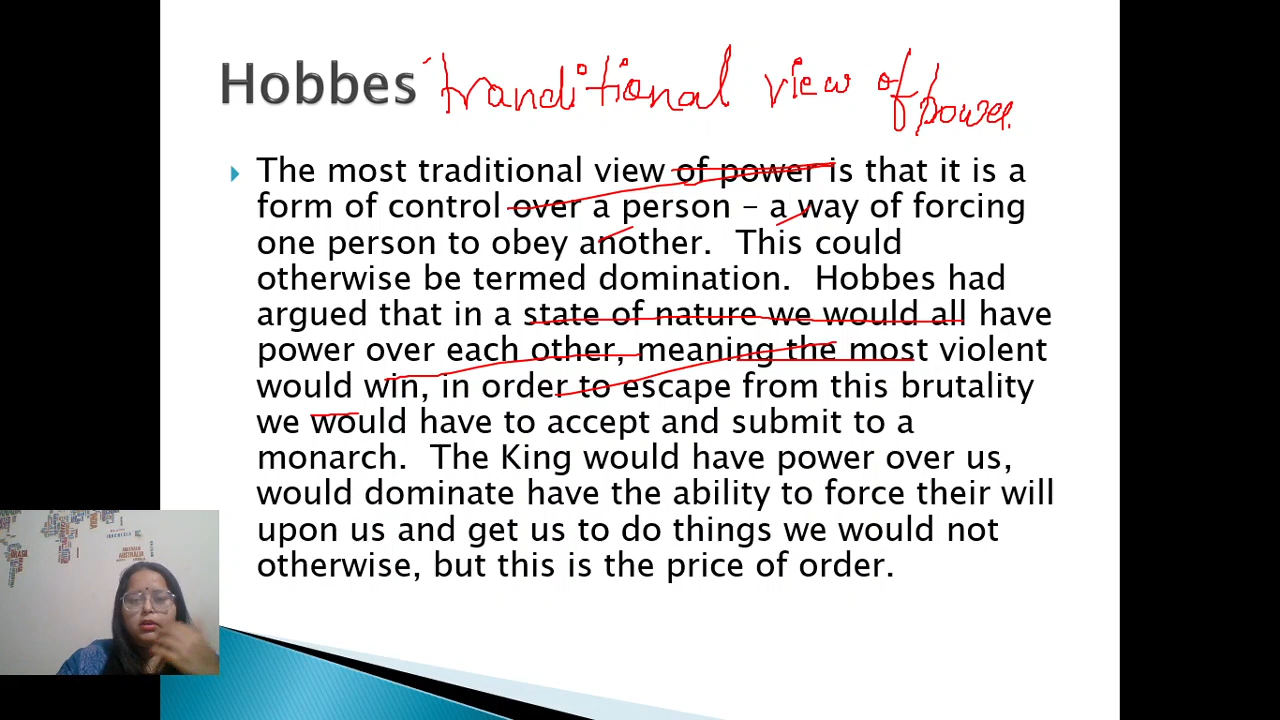 Hobbes tranditional view of power.
The most traditional view of power is that it is a
form of control over a person – a way of forcing
one person to obey another. This could
otherwise be termed domination. Hobbes had
argued that in a state of nature we would all have
power over each other, meaning the most violent
would win, in order to escape from this brutality
we would have to accept and submit to a
monarch. The King would have power over us,
would dominate have the ability to force their will
upon us and get us to do things we would not
otherwise, but this is the price of order.